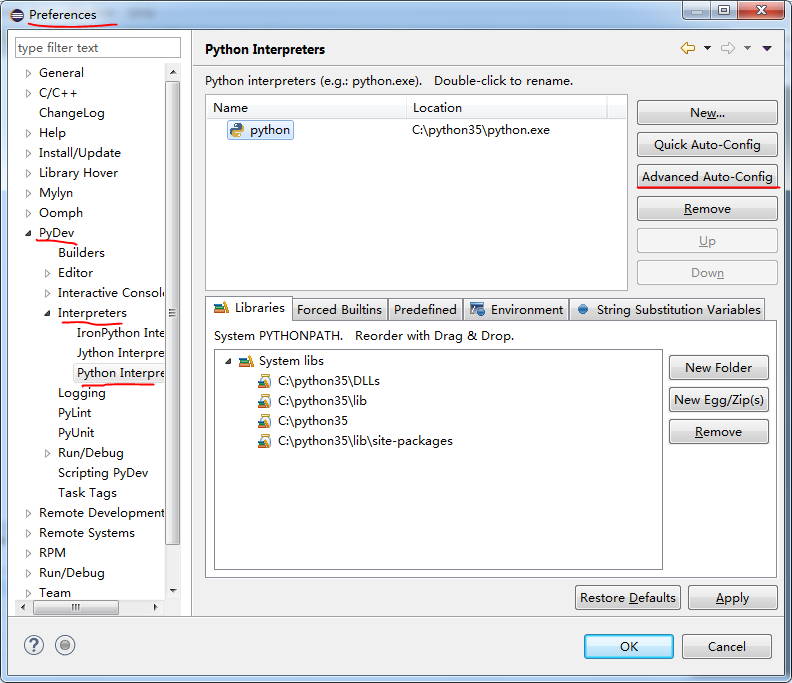 Preferences
type filter text
General
C/C++
ChangeLog
Help
Install/Update
Library Hover
Mylyn
Oomph
PyDev
Builders
Editor
Interactive Consol
Interpreters
IronPython Inte
Jython Interpre
Python Interpre
Logging
PyLint
PyUnit
Run/Debug
Scripting PyDev
Task Tags
Remote Development
Remote Systems
RPM
Run/Debug
Team
Python Interpreters
Python interpreters (e.g.: python.exe). Double-click to rename.
Name Location
python C:\python35\python.exe
New...
Quick Auto-Config
Advanced Auto-Config
Remove
Up
Down
Libraries Forced Builtins Predefined Environment String Substitution Variables
System PYTHONPATH. Reorder with Drag & Drop.
System libs
C:\python35\DLLs
C:\python35\lib
C:\python35
C:\python35\lib\site-packages
New Folder
New Egg/Zip(s)
Remove
Restore Defaults Apply
OK Cancel